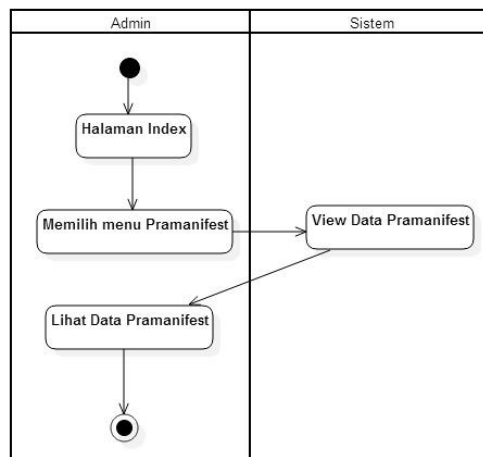 Admin
Sistem
Halaman Index
Memilih menu Pramanifest
View Data Pramanifest
Lihat Data Pramanifest